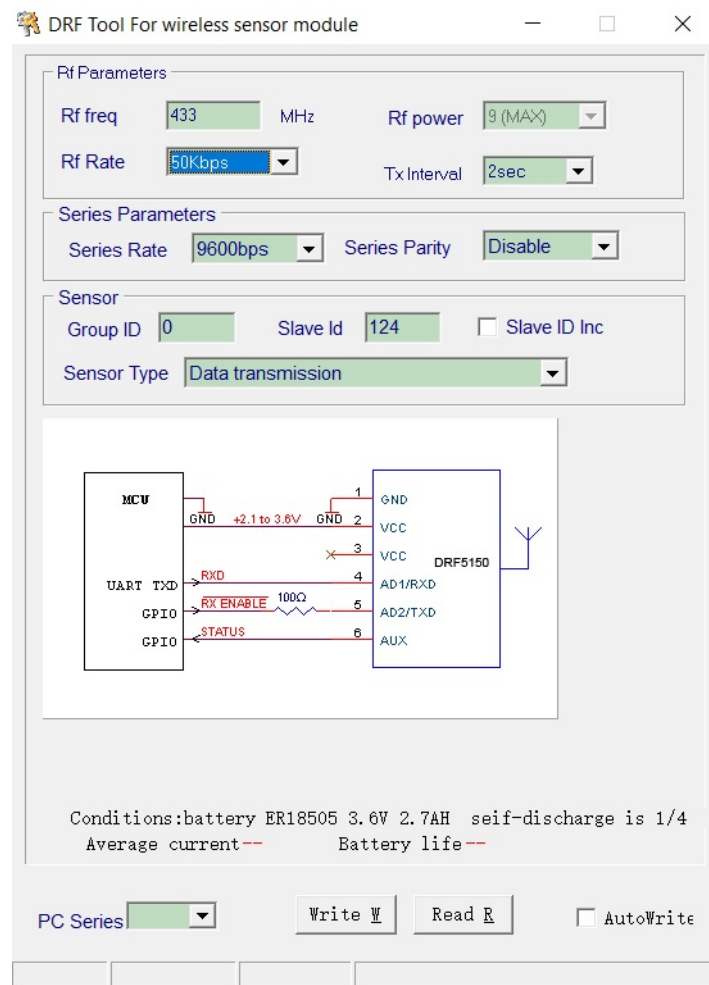 DRF Tool For wireless sensor module
Rf Parameters
Rf freq 433 MHz Rf power 9 (MAX)
Rf Rate 50Kbps Tx Interval 2sec
Series Parameters
Series Rate 9600bps Series Parity Disable
Sensor
Group ID 0 Slave Id 124 Slave ID Inc
Sensor Type Data transmission
MCU 1 GND
GND +2.1 to 3.6V GND 2 VCC
3 VCC DRF5150
UART TXD RXD 4 AD1/RXD
GPIO RX ENABLE 100Ω 5 AD2/TXD
GPIO STATUS 6 AUX
Conditions:battery ER18505 3.6V 2.7AH seif-discharge is 1/4
Average current-- Battery life--
PC Series Write W Read R AutoWrite